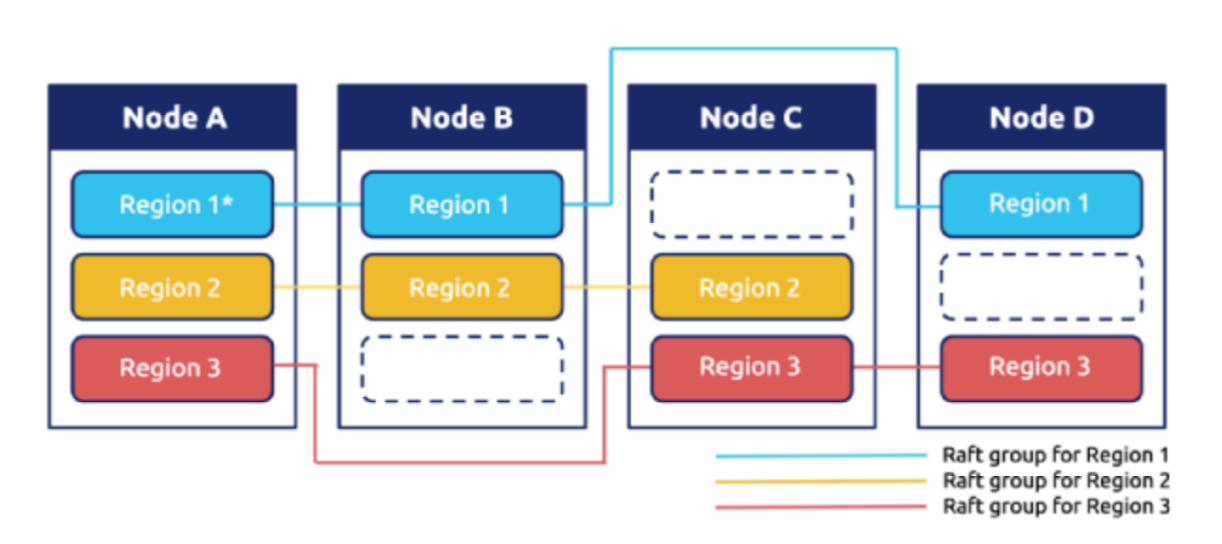 Node A
Node B
Node C
Node D
Region 1*
Region 1
Region 1
Region 2
Region 2
Region 2
Region 3
Region 3
Region 3
Raft group for Region 1
Raft group for Region 2
Raft group for Region 3